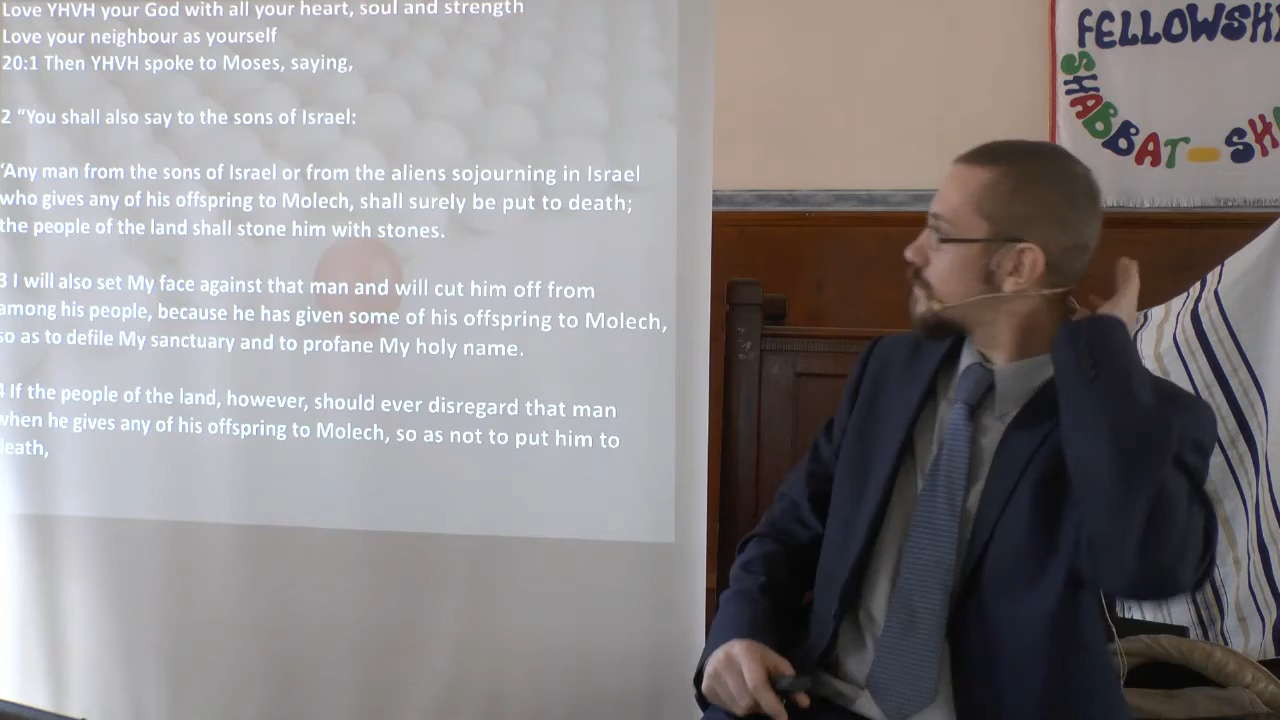 Love YHVH your God with all your heart, soul and strength
Love your neighbour as yourself
20:1 Then YHVH spoke to Moses, saying,
2 “You shall also say to the sons of Israel:
‘Any man from the sons of Israel or from the aliens sojourning in Israel
who gives any of his offspring to Molech, shall surely be put to death;
the people of the land shall stone him with stones.
3 I will also set My face against that man and will cut him off from
among his people, because he has given some of his offspring to Molech,
so as to defile My sanctuary and to profane My holy name.
4 If the people of the land, however, should ever disregard that man
when he gives any of his offspring to Molech, so as not to put him to
death,
FELLOWSHI
SHABBAT-SH